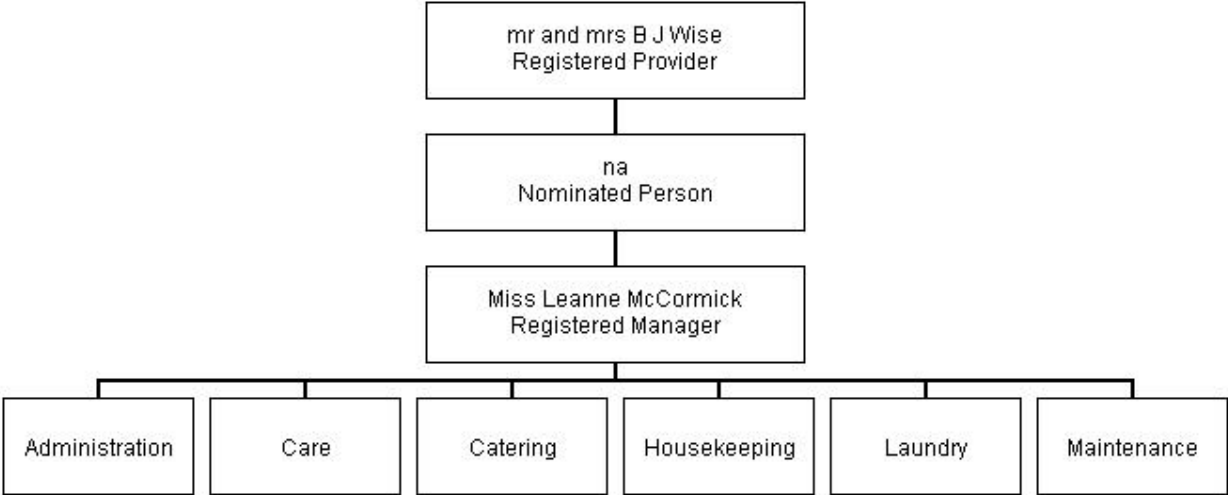 mr and mrs B J Wise
Registered Provider
na
Nominated Person
Miss Leanne McCormick
Registered Manager
Administration
Care
Catering
Housekeeping
Laundry
Maintenance